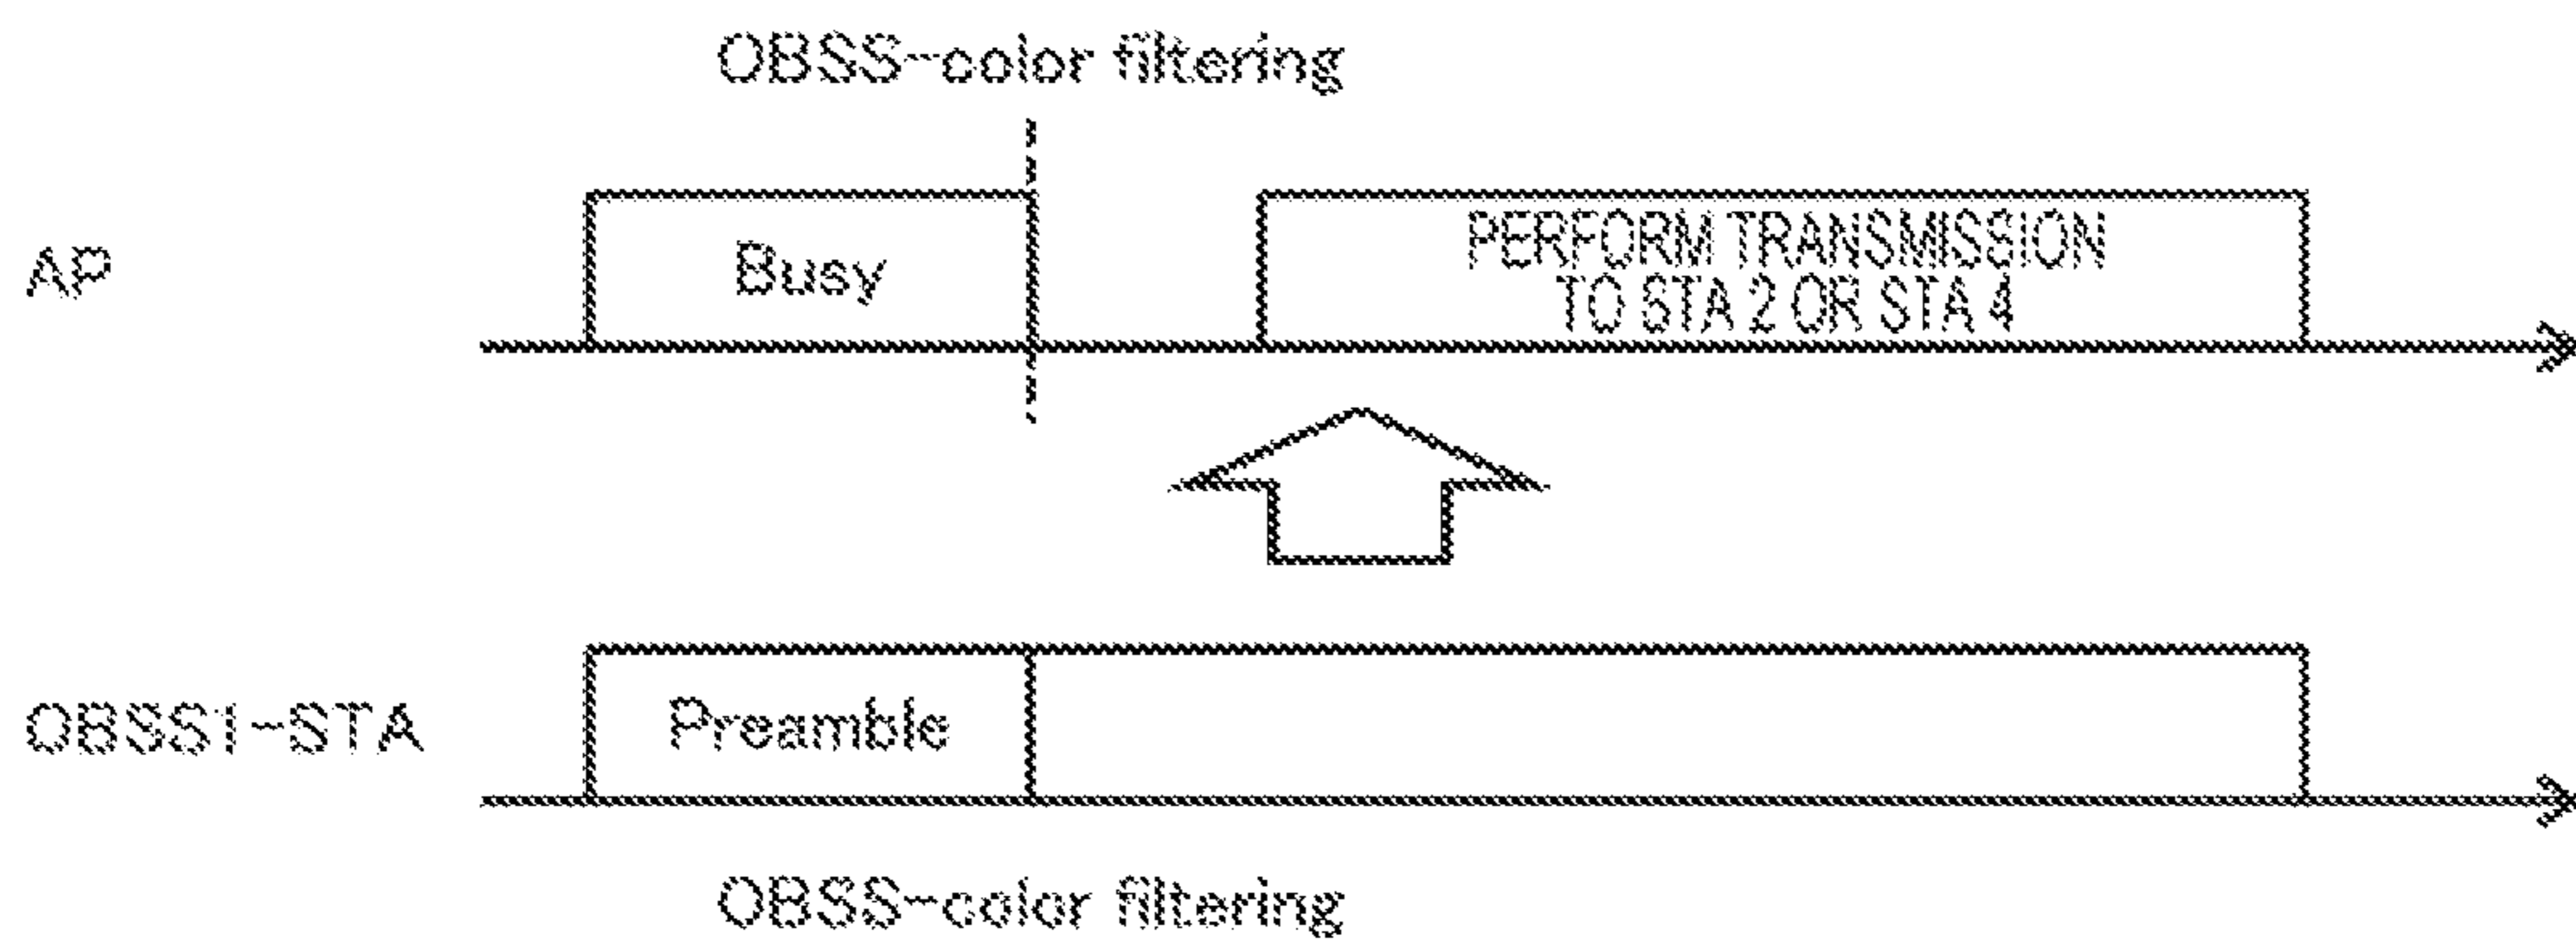 OBSS-color filtering
AP
Busy
PERFORM TRANSMISSION
TO STA 2 OR STA 4
OBSS1-STA
Preamble
OBSS-color filtering